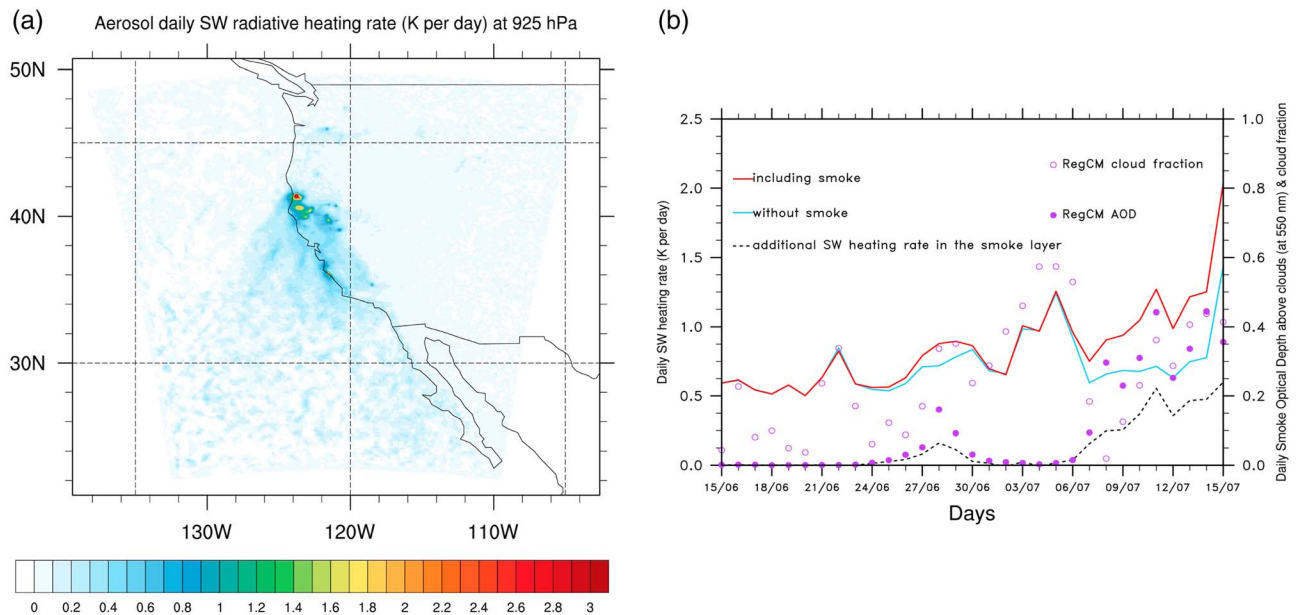 (a)
Aerosol daily SW radiative heating rate (K per day) at 925 hPa
50N
40N
30N
130W
120W
110W
0 0.2 0.4 0.6 0.8 1 1.2 1.4 1.6 1.8 2 2.2 2.4 2.6 2.8 3
(b)
Daily SW heating rate (K per day)
2.5
2.0
1.5
1.0
0.5
0.0
including smoke
without smoke
additional SW heating rate in the smoke layer
RegCM cloud fraction
RegCM AOD
1.0
0.8
0.6
0.4
0.2
0.0
Daily Smoke Optical Depth above clouds (at 550 nm) & cloud fraction
15/06 18/06 21/06 24/06 27/06 30/06 03/07 06/07 09/07 12/07 15/07
Days